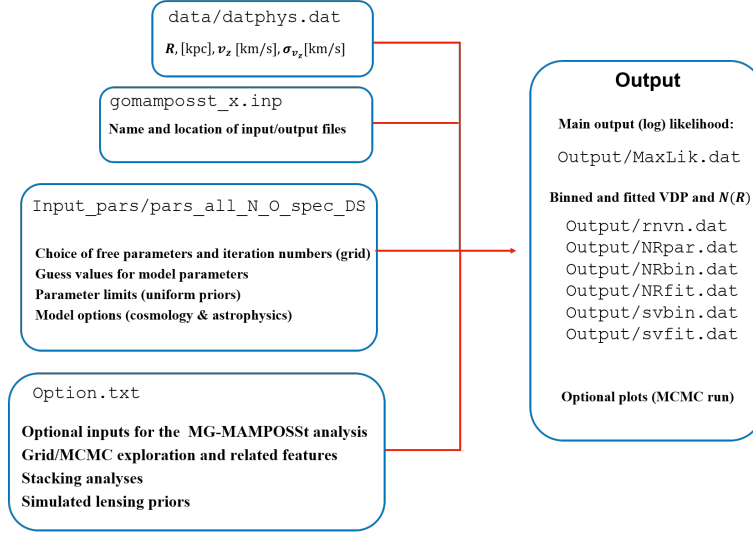 data/datphys.dat
R, [kpc], v_z [km/s], σ_{v_z}[km/s]
gomamposst_x.inp
Name and location of input/output files
Input_pars/pars_all_N_O_spec_DS
Choice of free parameters and iteration numbers (grid)
Guess values for model parameters
Parameter limits (uniform priors)
Model options (cosmology & astrophysics)
Option.txt
Optional inputs for the MG-MAMPOSSt analysis
Grid/MCMC exploration and related features
Stacking analyses
Simulated lensing priors
Output
Main output (log) likelihood:
Output/MaxLik.dat
Binned and fitted VDP and N(R)
Output/rnvn.dat
Output/NRpar.dat
Output/NRbin.dat
Output/NRfit.dat
Output/svbin.dat
Output/svfit.dat
Optional plots (MCMC run)